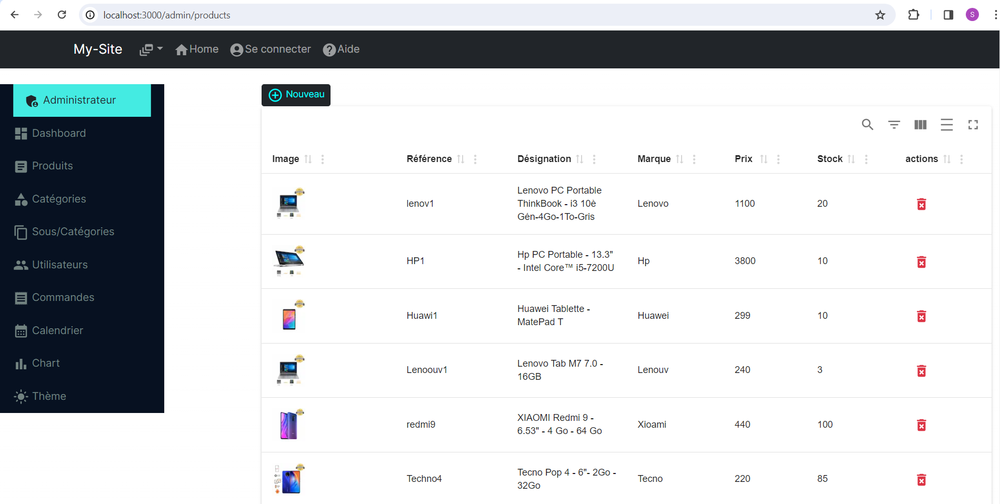 localhost:3000/admin/products
S
My-Site Home Se connecter Aide
Administrateur
Dashboard
Produits
Catégories
Sous/Catégories
Utilisateurs
Commandes
Calendrier
Chart
Thème
Nouveau
Image Référence Désignation Marque Prix Stock actions
lenov1
Lenovo PC Portable
ThinkBook - i3 10è
Gén-4Go-1To-Gris
Lenovo 1100 20
HP1
Hp PC Portable - 13.3"
- Intel Core™ i5-7200U
Hp 3800 10
Huawi1
Huawei Tablette -
MatePad T
Huawei 299 10
Lenoouv1
Lenovo Tab M7 7.0 -
16GB
Lenouv 240 3
redmi9
XIAOMI Redmi 9 -
6.53" - 4 Go - 64 Go
Xioami 440 100
Techno4
Tecno Pop 4 - 6"- 2Go -
32Go
Tecno 220 85